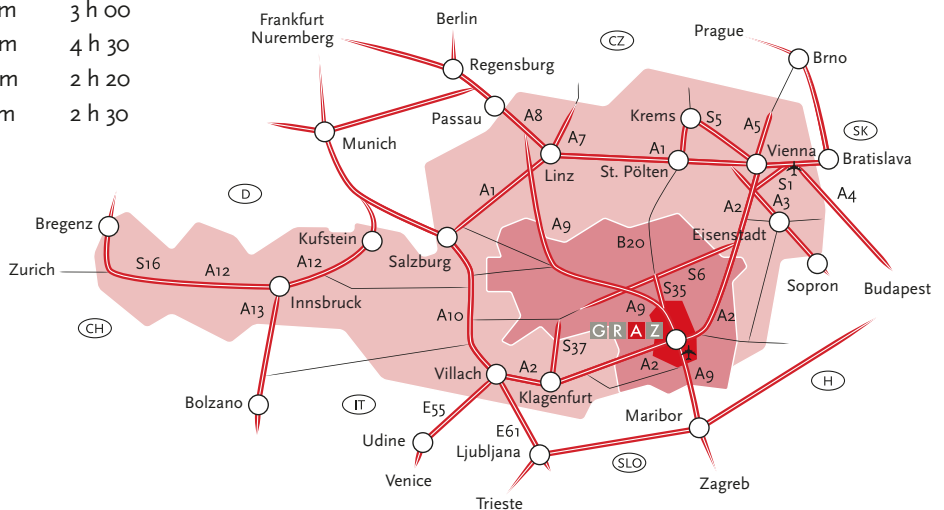 m 3 h 00
m 4 h 30
m 2 h 20
m 2 h 30
Frankfurt
Nuremberg
Berlin
Regensburg
Passau
CZ
Prague
Brno
Munich
A8
A7
Linz
Krems
S5
A5
A1
St. Pölten
Vienna
SK
Bratislava
S1
A4
A3
A2
Eisenstadt
Sopron
Budapest
D
A1
Bregenz
Kufstein
Salzburg
A9
B20
S6
S35
Zurich
S16
A12
A12
A13
Innsbruck
CH
A10
A9
GRAZ
A2
S37
A2
A2
A9
Villach
Klagenfurt
H
Bolzano
IT
E55
Udine
Venice
E61
Ljubljana
Trieste
Maribor
SLO
Zagreb